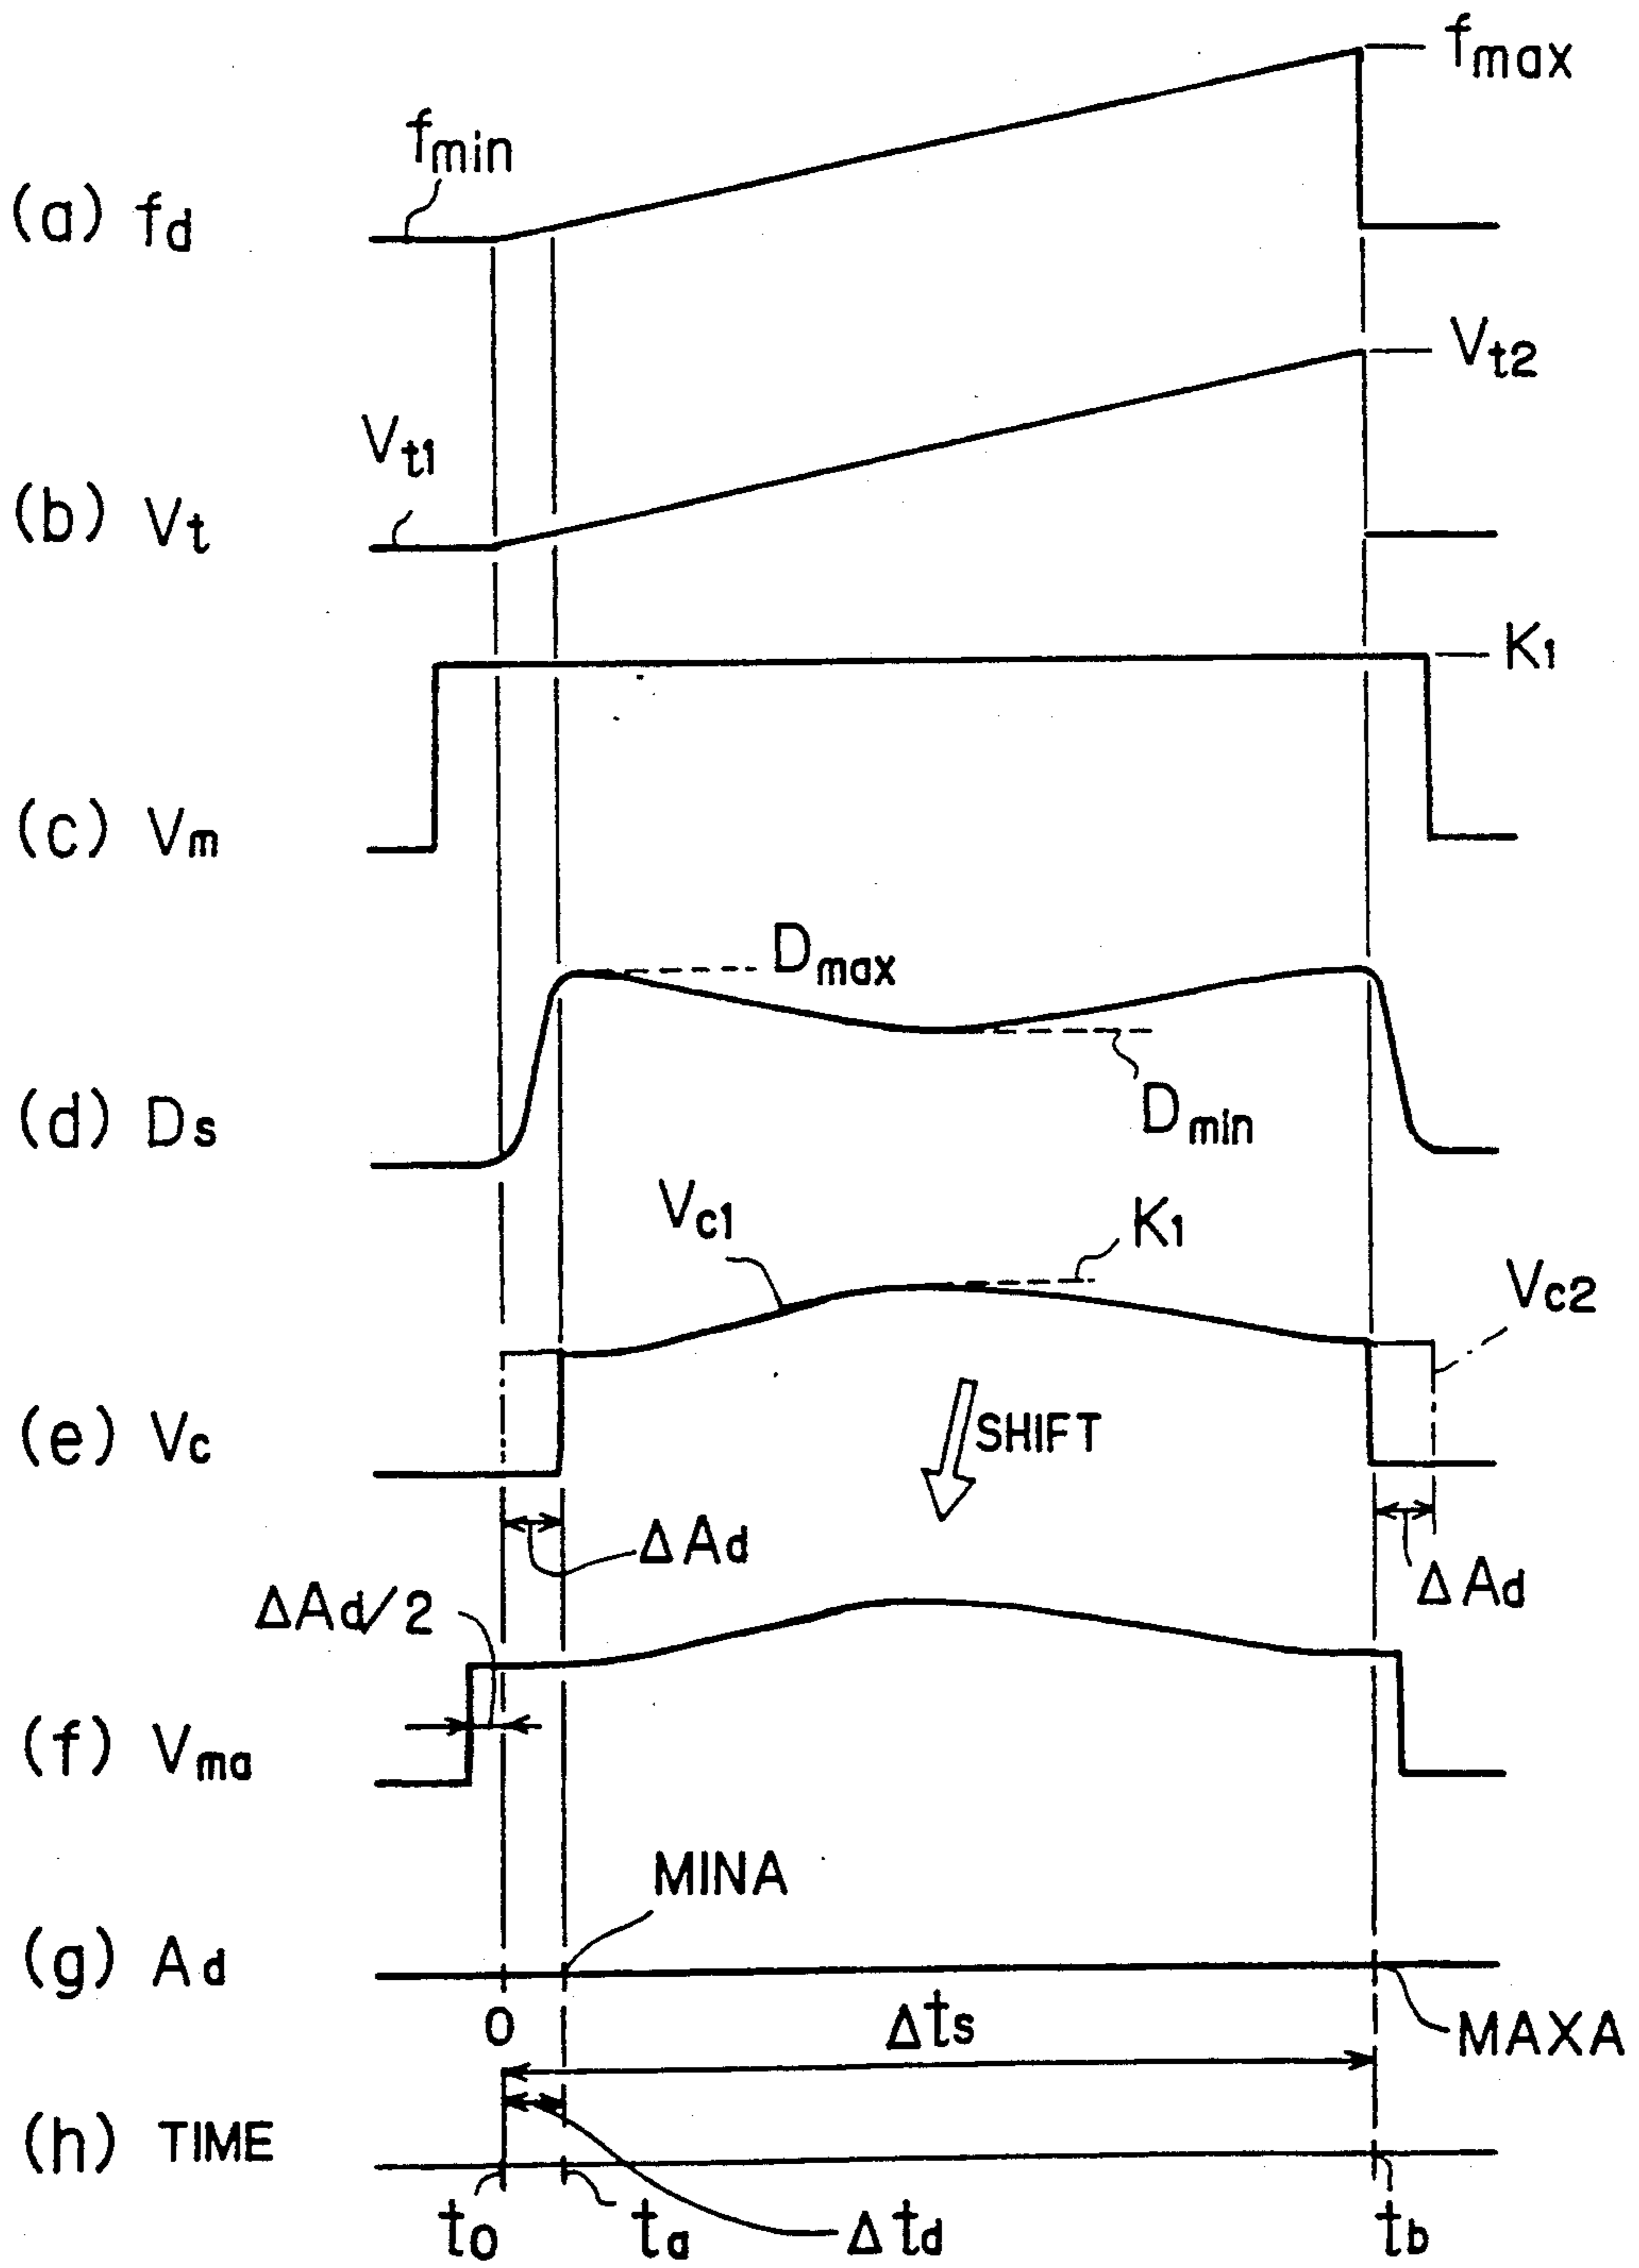 fmax
fmin
(a) fd
Vt2
Vt1
(b) Vt
K1
(c) Vm
Dmax
(d) Ds
Dmin
Vc1
K1
Vc2
(e) Vc
SHIFT
ΔAd
ΔAd
ΔAd/2
(f) Vma
MINA
(g) Ad
0
Δts
MAXA
(h) TIME
t0
ta
Δtd
tb